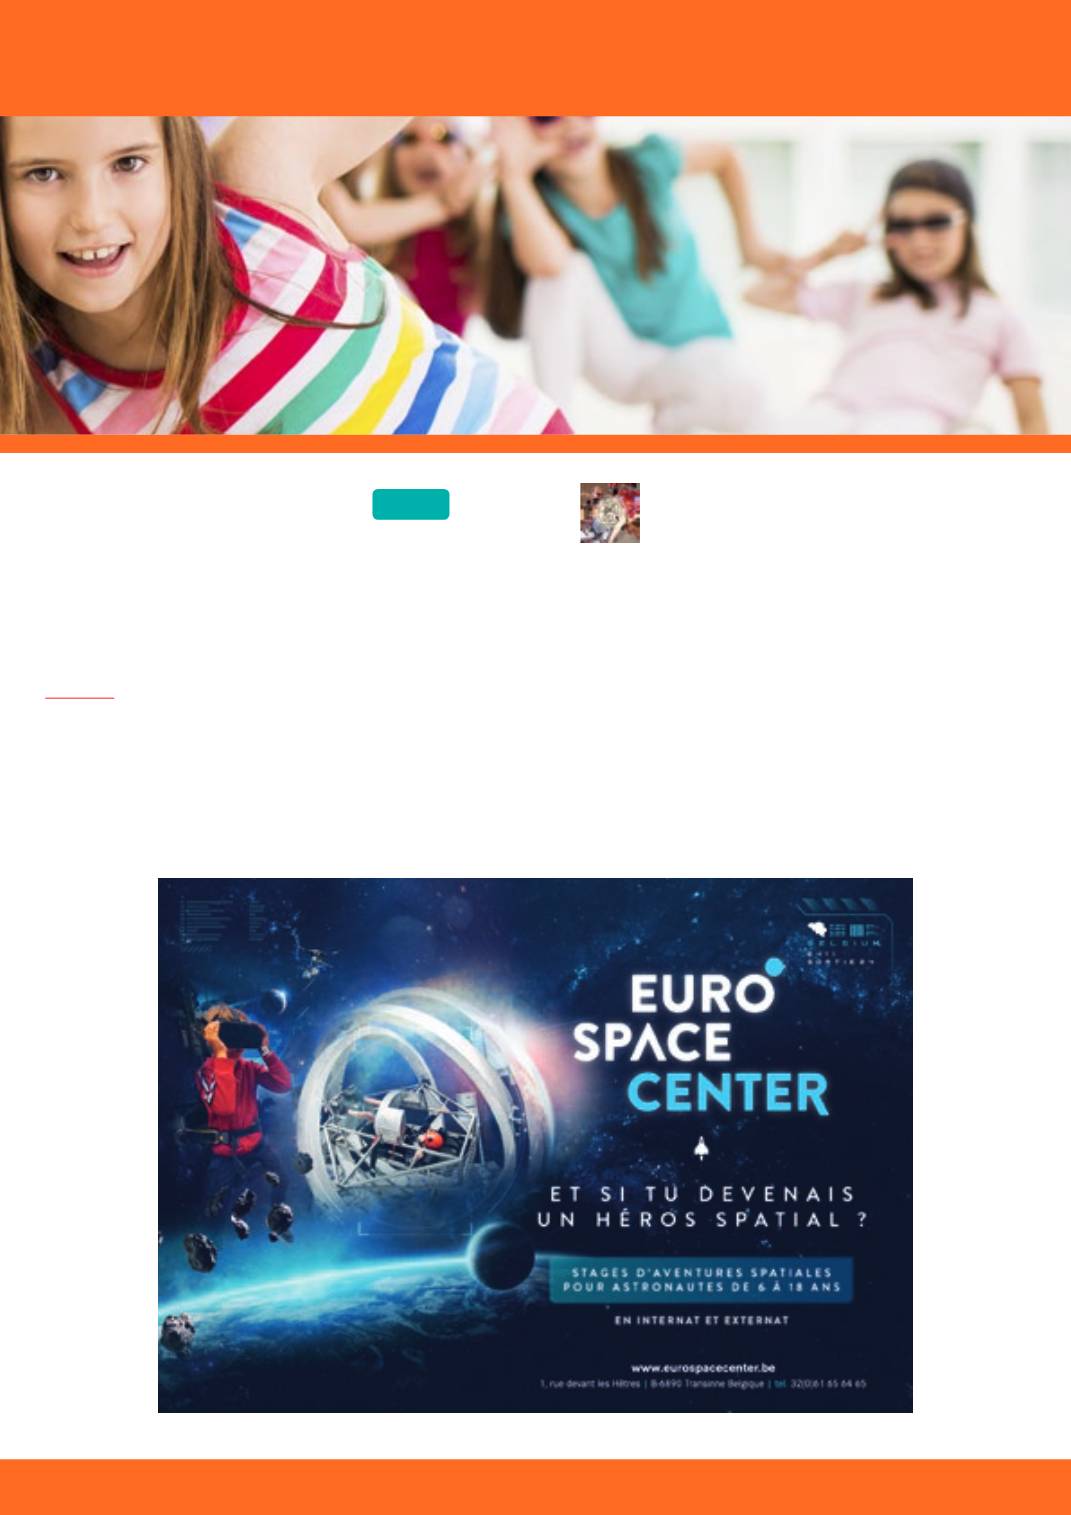 BELGIUM
EURO
SPACE
CENTER
ET SI TU DEVENAIS
UN HÉROS SPATIAL ?
STAGES D'AVENTURES SPATIALES
POUR ASTRONAUTES DE 6 À 18 ANS
EN INTERNAT ET EXTERNAT
www.eurospacecenter.be
1, rue devant les Hêtres | B-6890 Transinne Belgique | tel. 32(0)61 65 64 65